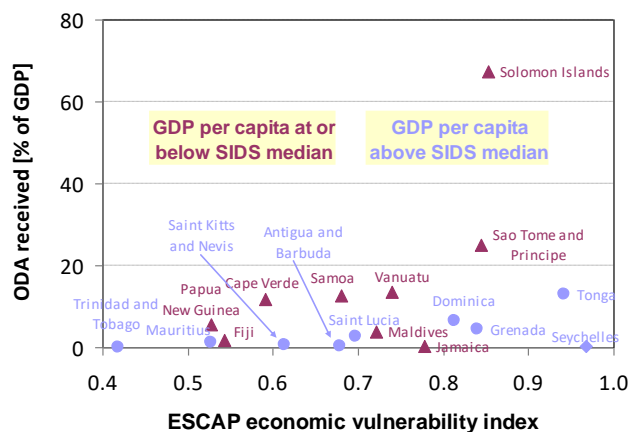 80
60
40
20
0
ODA received [% of GDP]
Solomon Islands
GDP per capita at or
below SIDS median
GDP per capita
above SIDS median
Saint Kitts
and Nevis
Antigua and
Barbuda
Sao Tome and
Principe
Trinidad and
Tobago
Papua
New Guinea
Cape Verde
Samoa
Vanuatu
Dominica
Tonga
Mauritius
Fiji
Saint Lucia
Maldives
Jamaica
Grenada
Seychelles
0.4 0.5 0.6 0.7 0.8 0.9 1.0
ESCAP economic vulnerability index